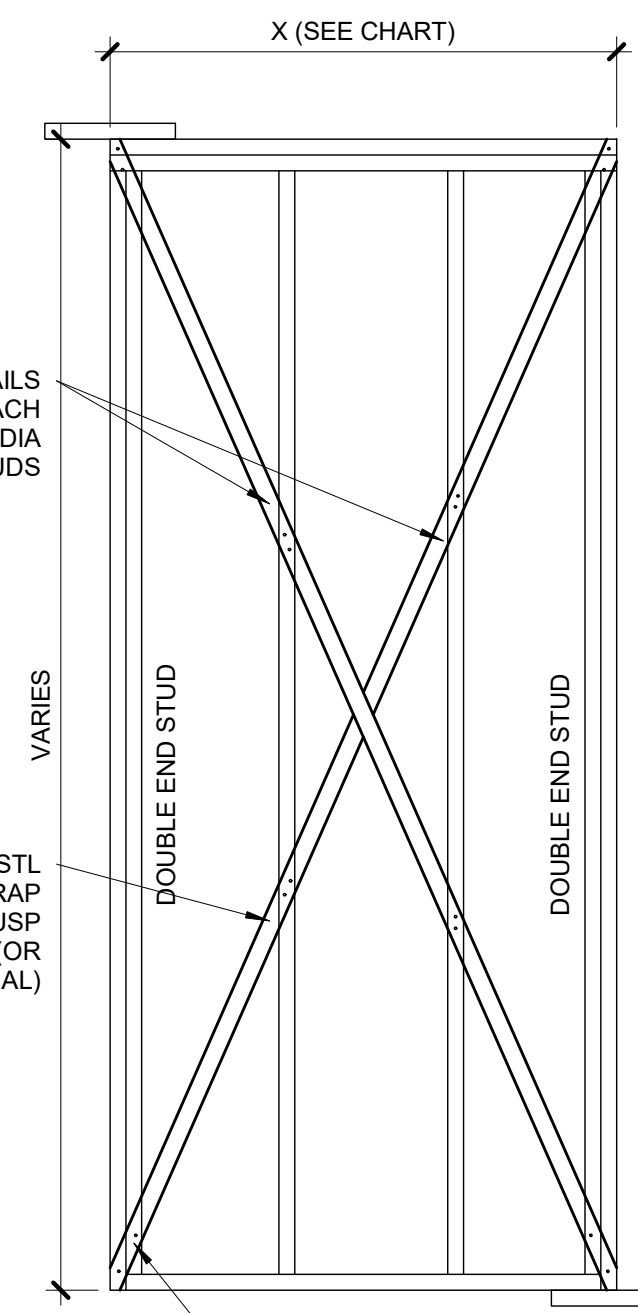 X (SEE CHART)
AILS
ACH
DIA
UDS
VARIES
DOUBLE END STUD
DOUBLE END STUD
STL
RAP
USP
(OR
AL)